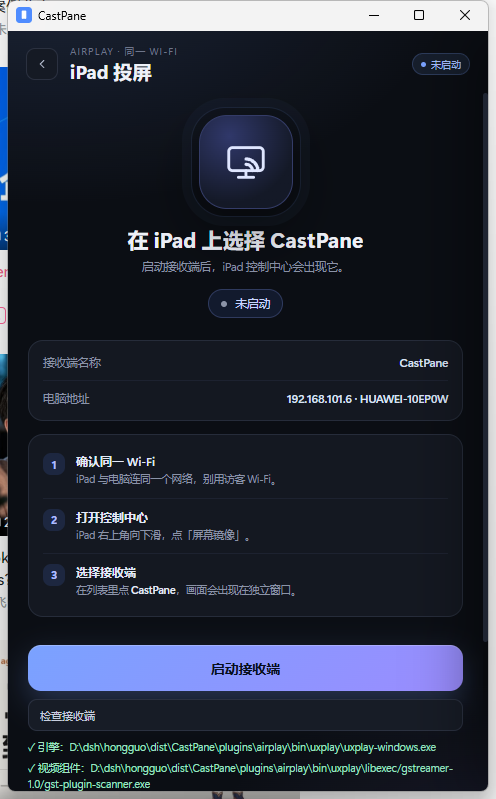 CastPane
AIRPLAY · 同一 WI-FI
iPad 投屏
未启动
在 iPad 上选择 CastPane
启动接收端后，iPad 控制中心会出现它。
未启动
接收端名称
CastPane
电脑地址
192.168.101.6 · HUAWEI-10EP0W
1
确认同一 Wi-Fi
iPad 与电脑连同一个网络，别用访客 Wi-Fi。
2
打开控制中心
iPad 右上角向下滑，点「屏幕镜像」。
3
选择接收端
在列表里点 CastPane，画面会出现在独立窗口。
启动接收端
检查接收端
✓ 引擎：D:\dsh\hongguo\dist\CastPane\plugins\airplay\bin\uxplay\uxplay-windows.exe
✓ 视频组件：D:\dsh\hongguo\dist\CastPane\plugins\airplay\bin\uxplay\libexec/gstreamer-
1.0/gst-plugin-scanner.exe